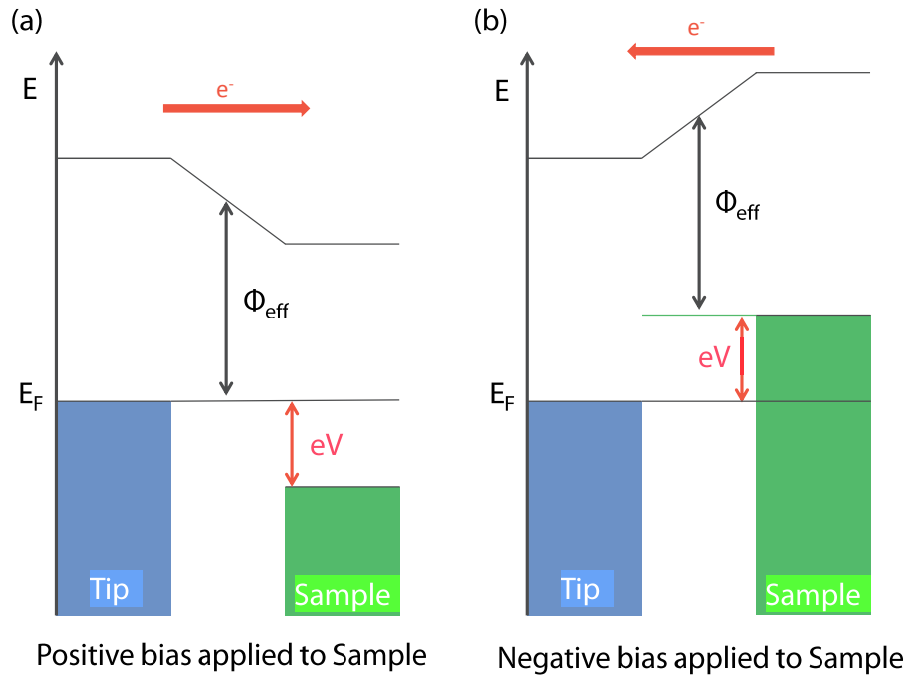 (a)
E
e-
Φeff
EF
eV
Tip
Sample
Positive bias applied to Sample
(b)
E
e-
Φeff
eV
EF
Tip
Sample
Negative bias applied to Sample